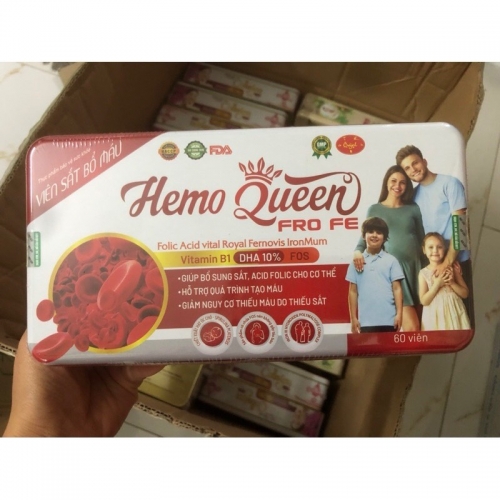 VIÊN SẮT BỔ MÁU
FDA
GMP
Hemo Queen
FRO FE
Folic Acid vital Royal Fernovis IronMum
Vitamin B1 DHA 10% FOS
• GIÚP BỔ SUNG SẮT, ACID FOLIC CHO CƠ THỂ
• HỖ TRỢ QUÁ TRÌNH TẠO MÁU
• GIẢM NGUY CƠ THIẾU MÁU DO THIẾU SẮT
60 viên